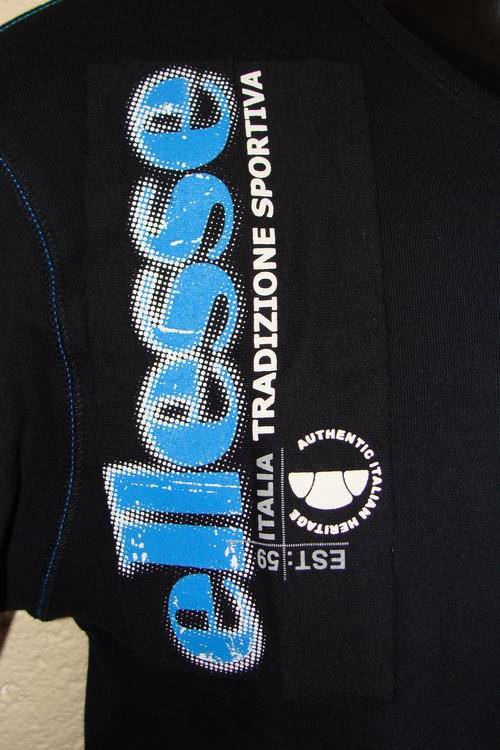 ellesse
ITALIA TRADIZIONE SPORTIVA
EST: 59
AUTHENTIC ITALIAN HERITAGE